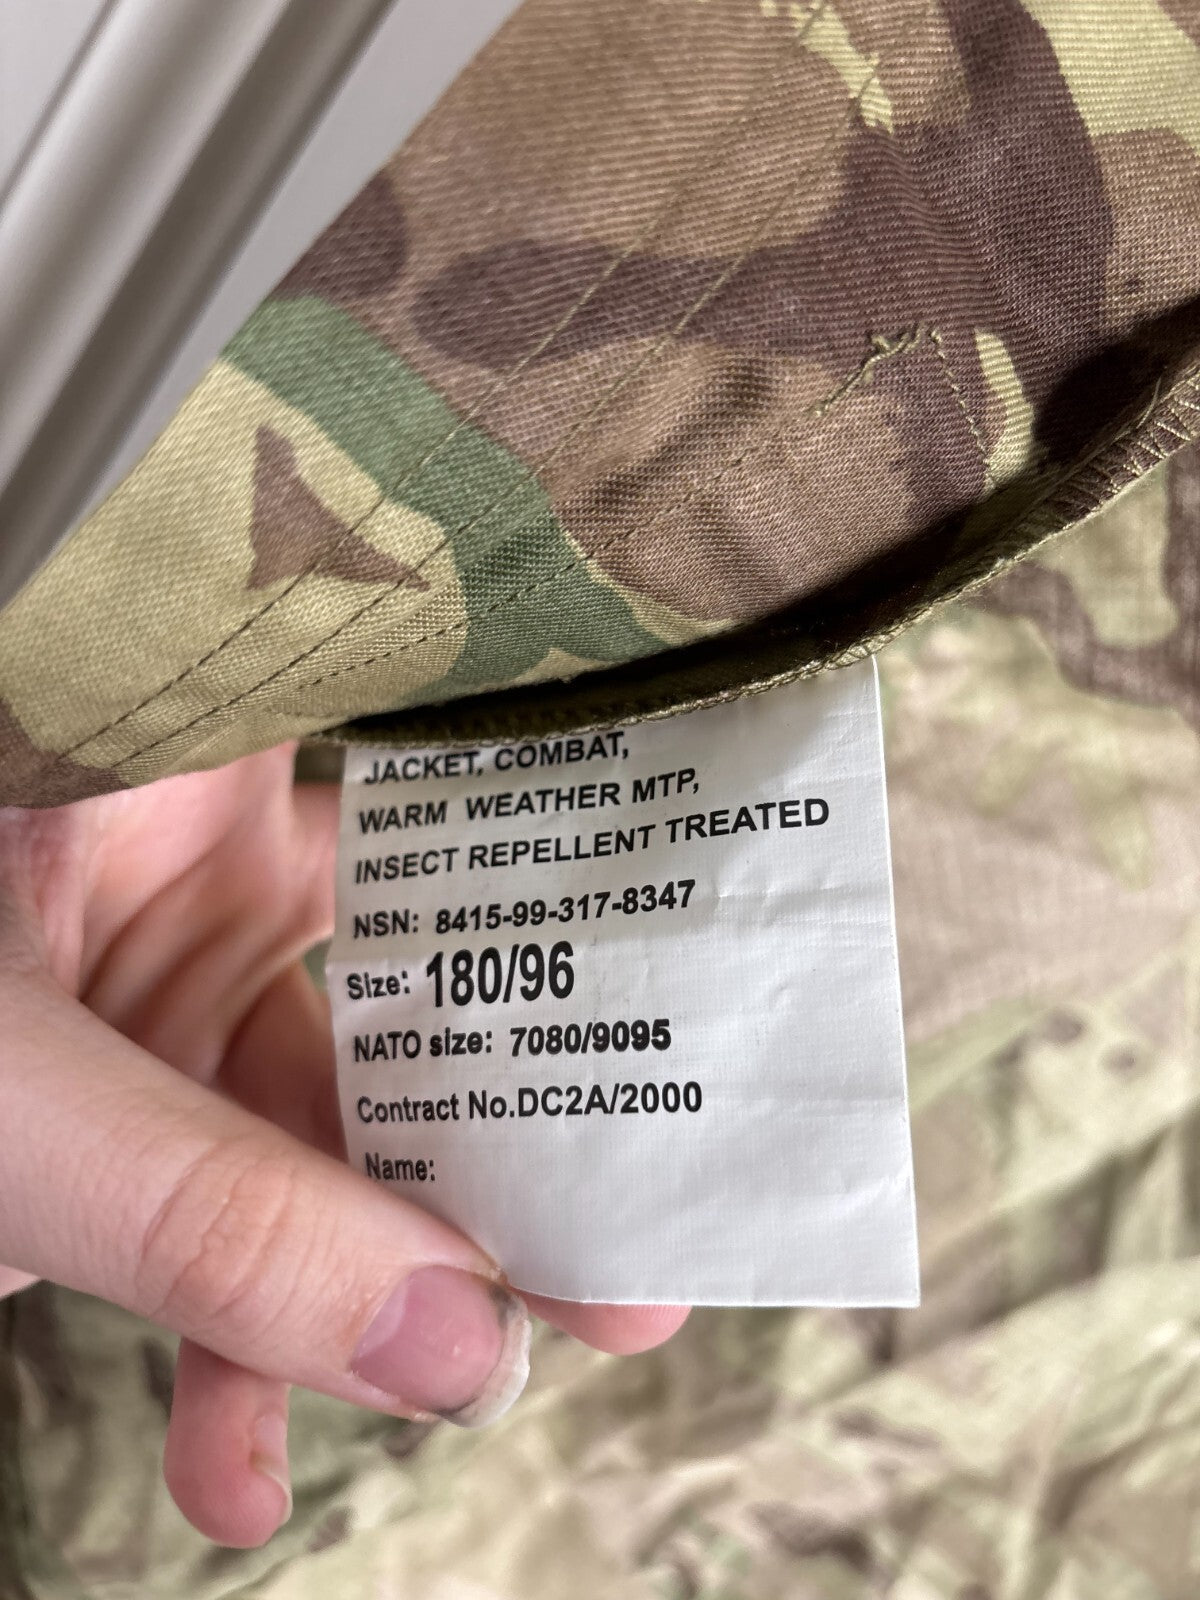 JACKET, COMBAT,
WARM WEATHER MTP,
INSECT REPELLENT TREATED
NSN: 8415-99-317-8347
Size: 180/96
NATO size: 7080/9095
Contract No.DC2A/2000
Name: